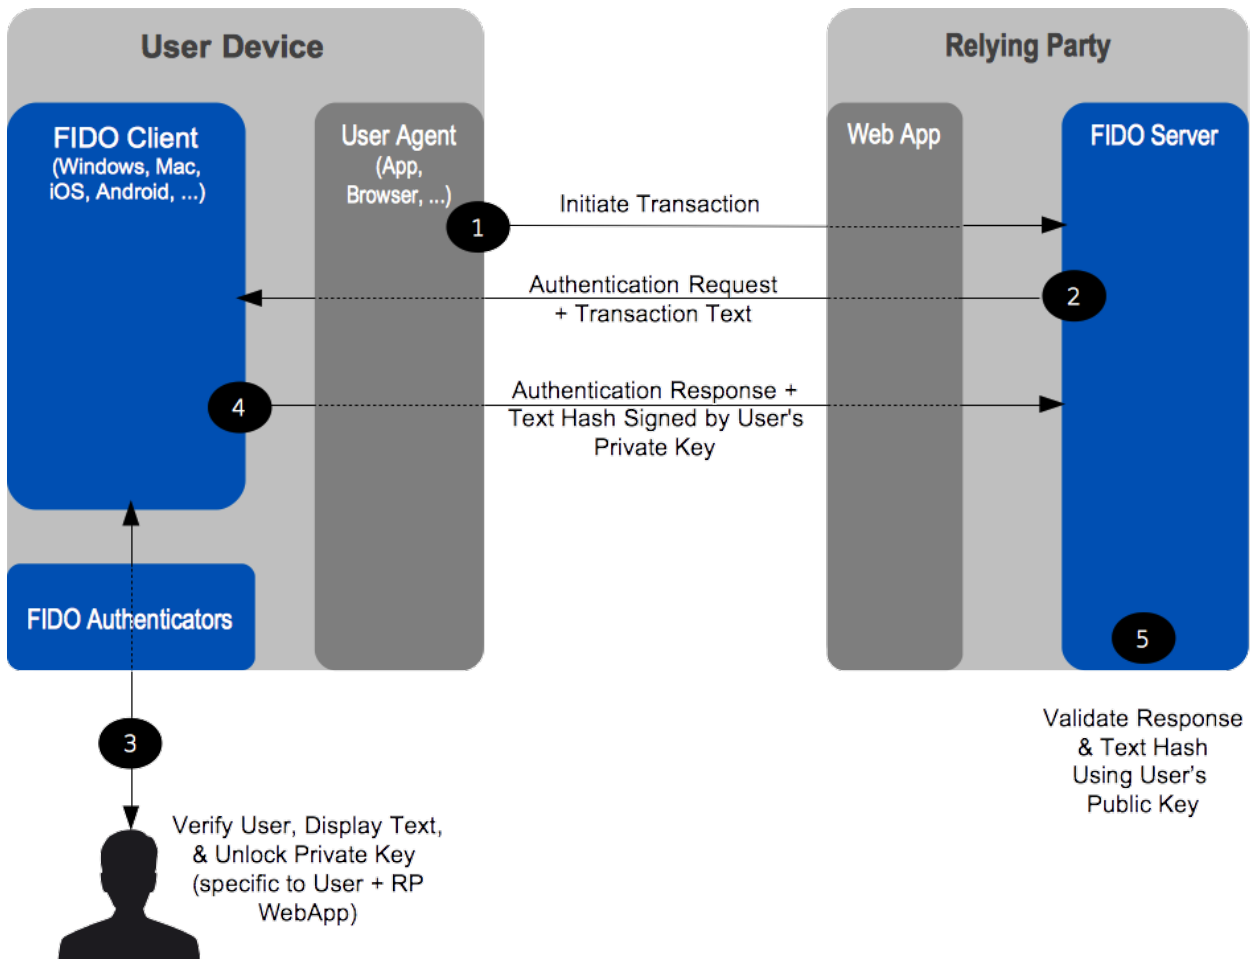 User Device
Relying Party
FIDO Client
(Windows, Mac,
iOS, Android, ...)
User Agent
(App,
Browser, ...)
Web App
FIDO Server
1
Initiate Transaction
Authentication Request
+ Transaction Text
2
4
Authentication Response +
Text Hash Signed by User's
Private Key
FIDO Authenticators
5
3
Validate Response
& Text Hash
Using User’s
Public Key
Verify User, Display Text,
& Unlock Private Key
(specific to User + RP
WebApp)